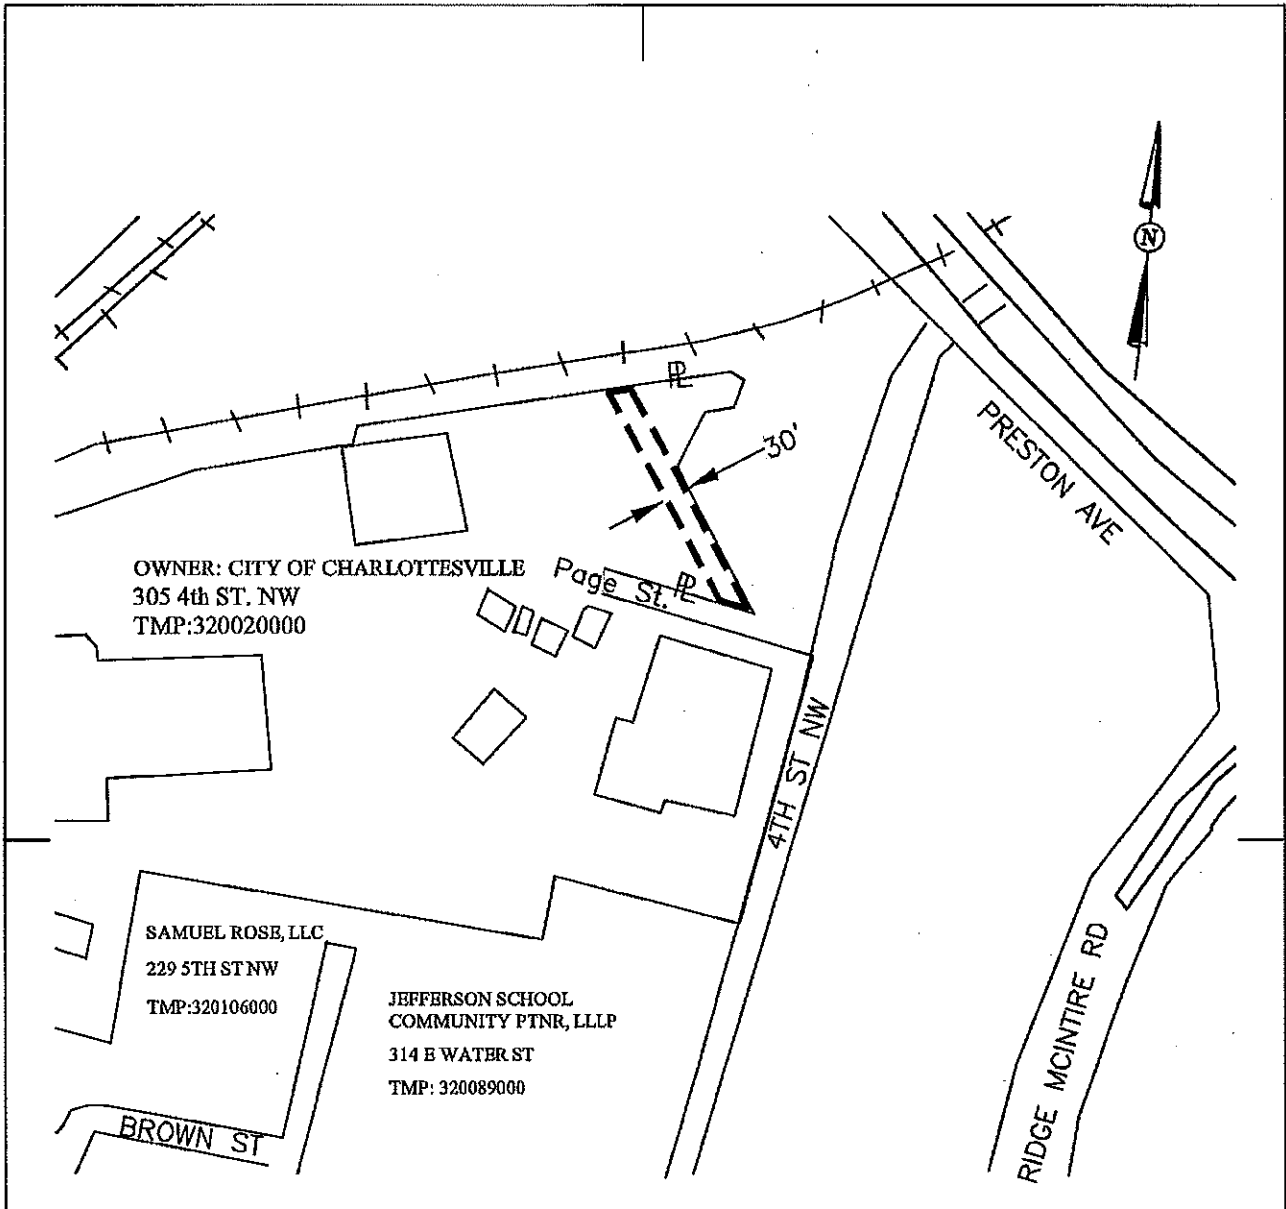 N
PRESTON AVE
PL
30'
OWNER: CITY OF CHARLOTTESVILLE
305 4th ST. NW
TMP:320020000
Page St.
PL
4TH ST NW
SAMUEL ROSE, LLC
229 5TH ST NW
TMP:320106000
JEFFERSON SCHOOL
COMMUNITY PTNR, LLLP
314 E WATER ST
TMP: 320089000
RIDGE MCINTIRE RD
BROWN ST